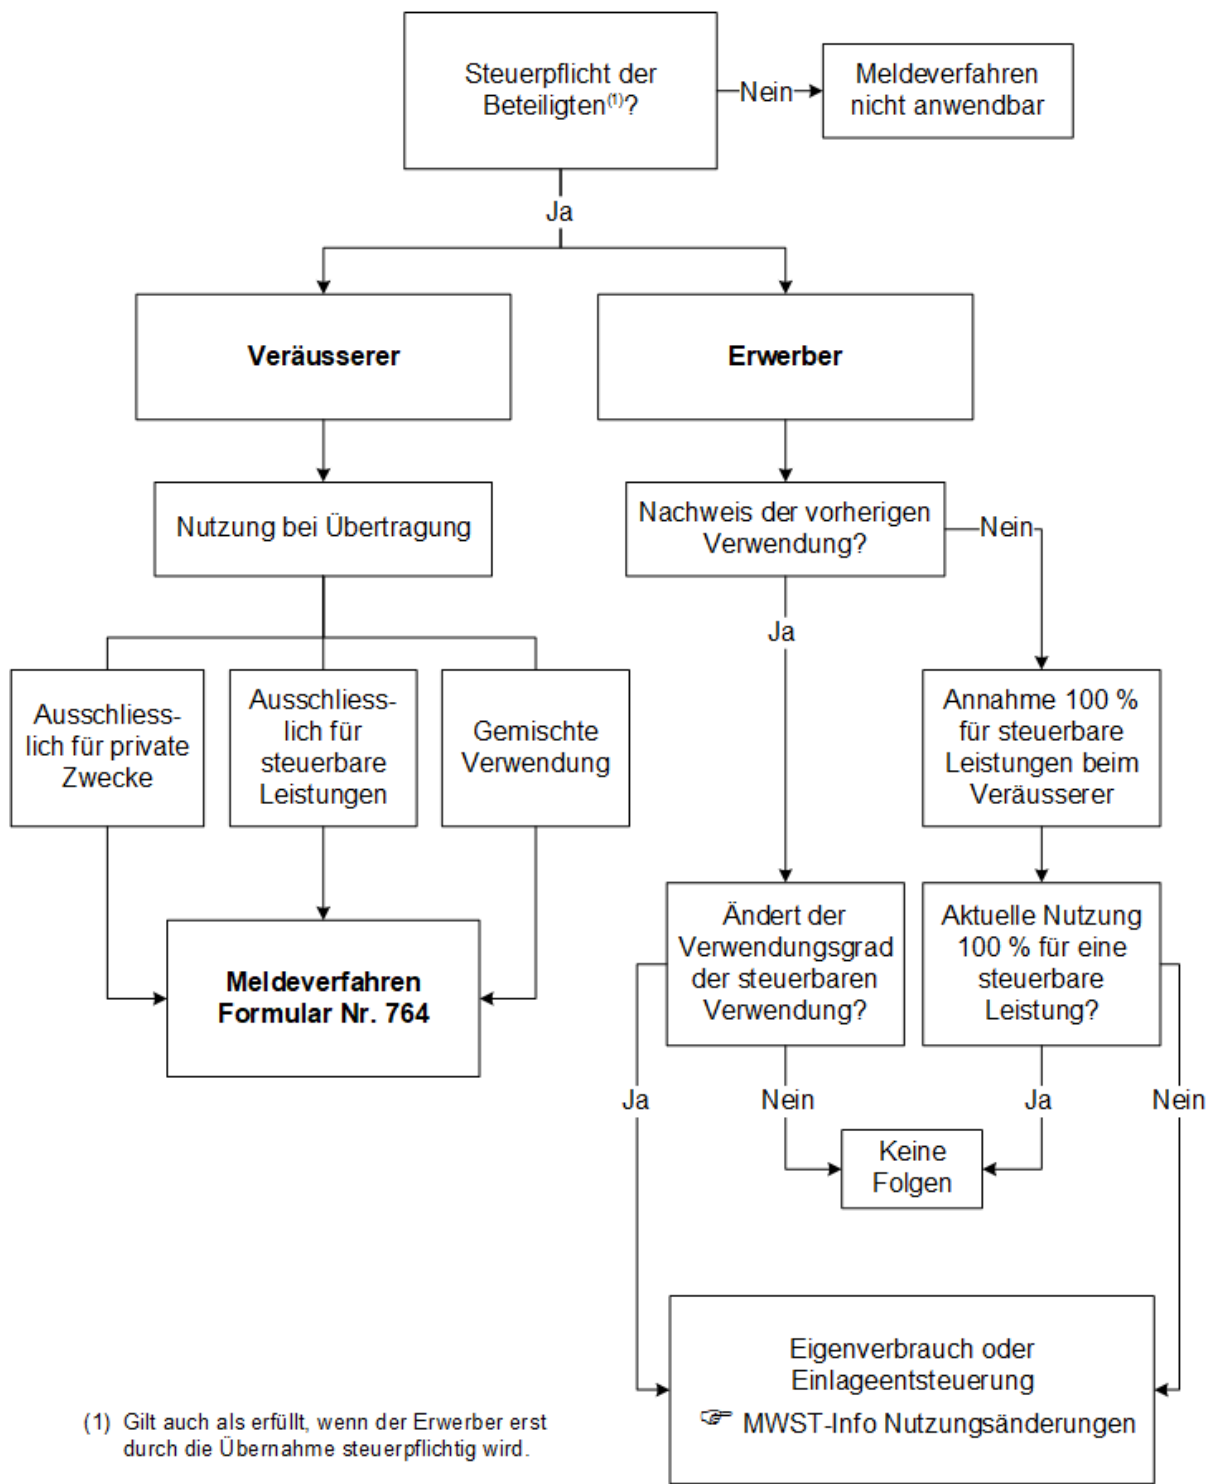 Steuerpflicht der
Beteiligten(1)?
Nein
Meldeverfahren
nicht anwendbar
Ja
Veräusserer
Erwerber
Nutzung bei Übertragung
Nachweis der vorherigen
Verwendung?
Nein
Ja
Ausschliess-
lich für private
Zwecke
Ausschliess-
lich für
steuerbare
Leistungen
Gemischte
Verwendung
Annahme 100 %
für steuerbare
Leistungen beim
Veräusserer
Meldeverfahren
Formular Nr. 764
Ändert der
Verwendungsgrad
der steuerbaren
Verwendung?
Aktuelle Nutzung
100 % für eine
steuerbare
Leistung?
Ja
Nein
Ja
Nein
Keine
Folgen
Eigenverbrauch oder
Einlageentsteuerung
☞ MWST-Info Nutzungsänderungen
(1) Gilt auch als erfüllt, wenn der Erwerber erst
durch die Übernahme steuerpflichtig wird.